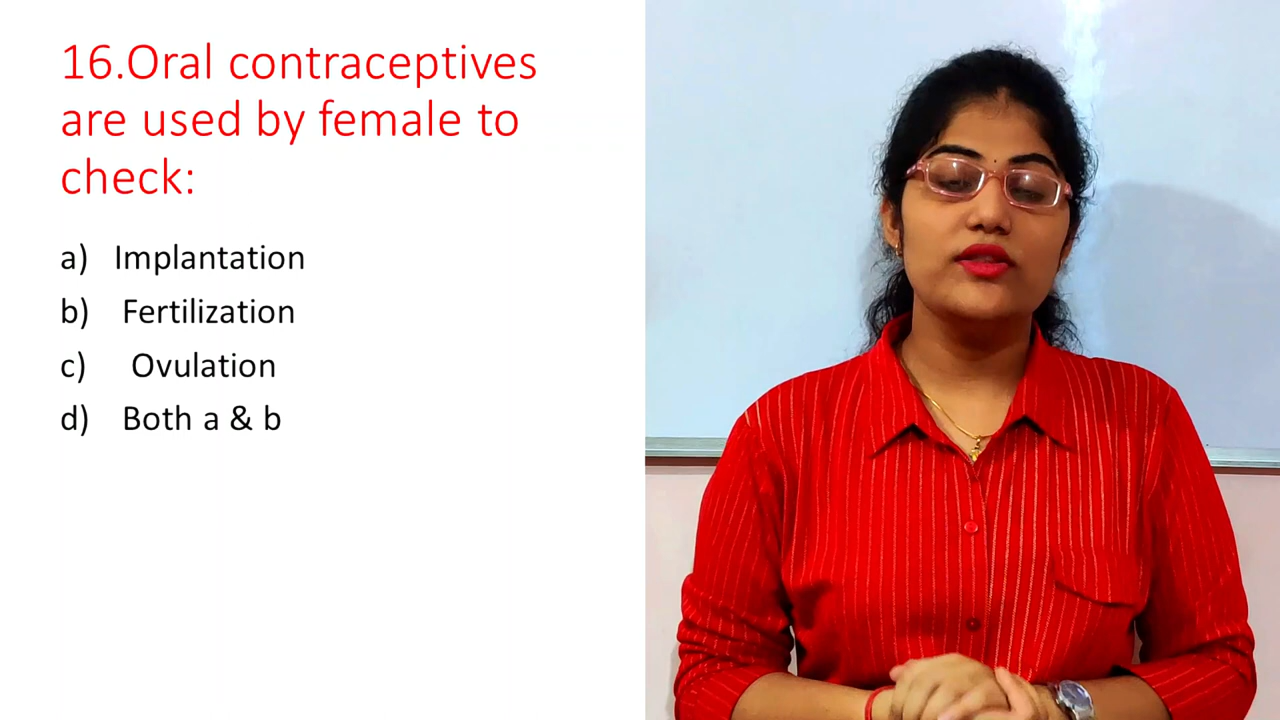 16.Oral contraceptives
are used by female to
check:
a) Implantation
b) Fertilization
c) Ovulation
d) Both a & b